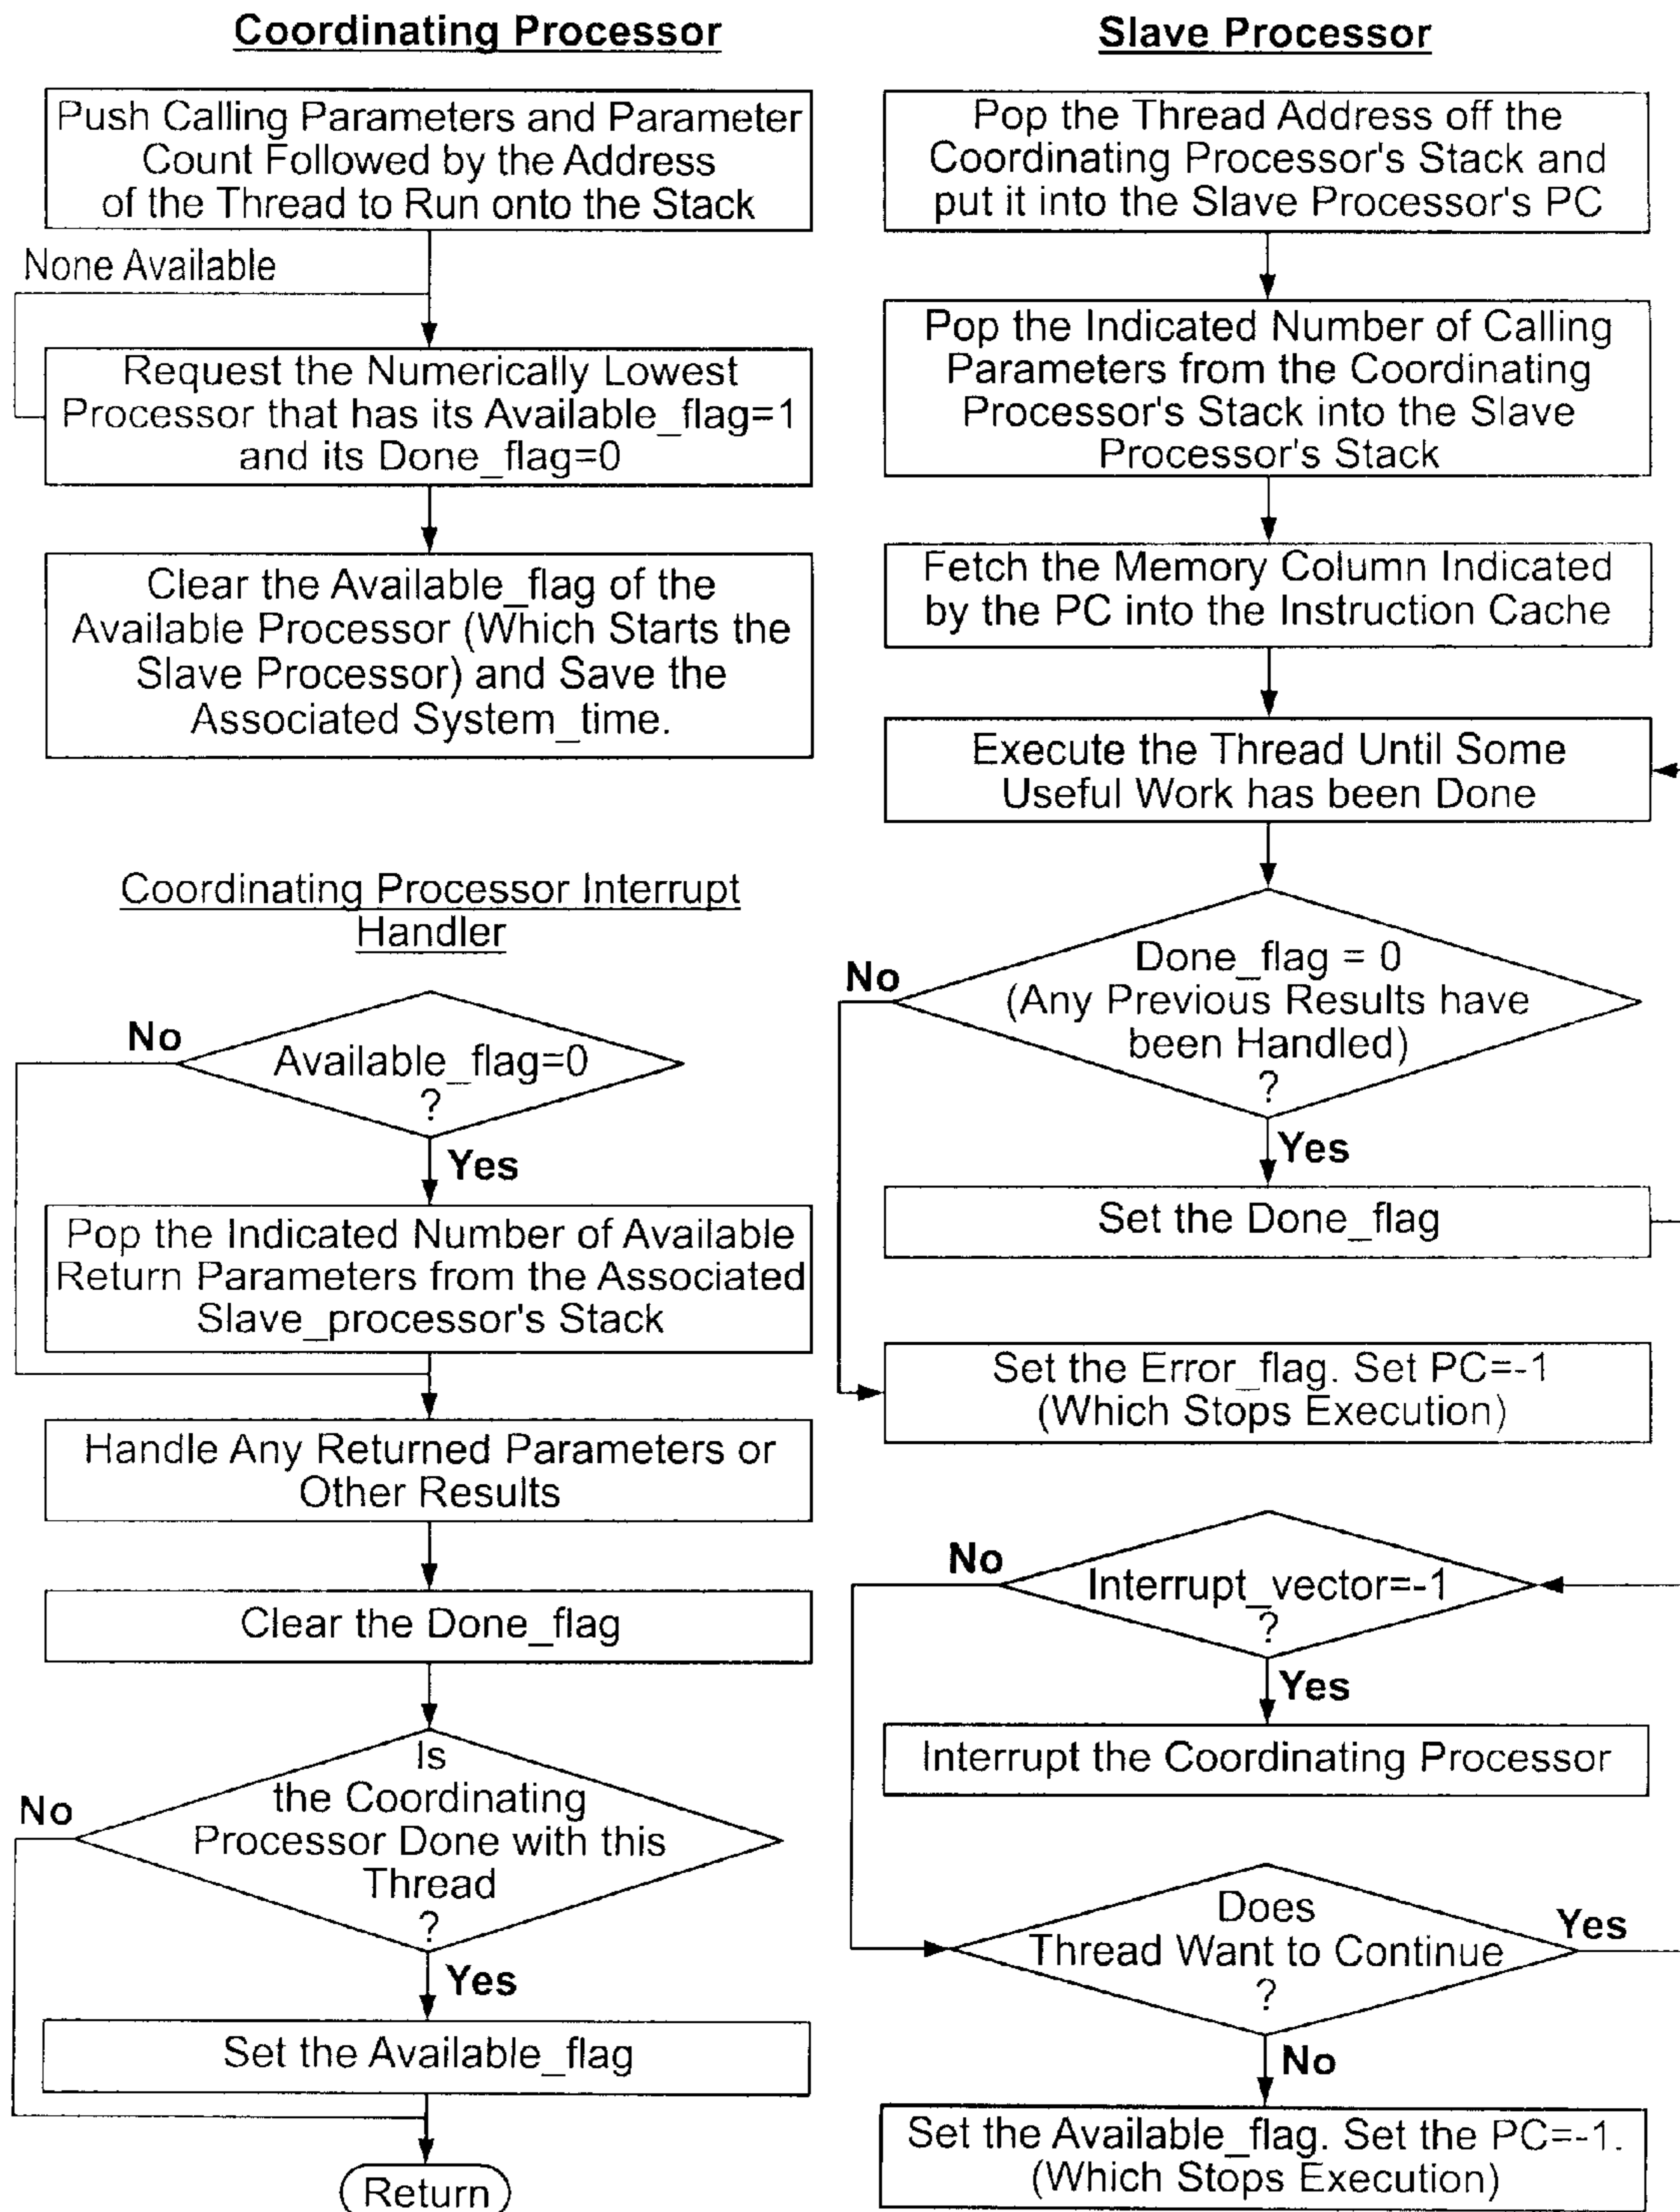 Coordinating Processor
Push Calling Parameters and Parameter
Count Followed by the Address
of the Thread to Run onto the Stack
None Available
Request the Numerically Lowest
Processor that has its Available_flag=1
and its Done_flag=0
Clear the Available_flag of the
Available Processor (Which Starts the
Slave Processor) and Save the
Associated System_time.
Coordinating Processor Interrupt
Handler
No
Available_flag=0
?
Yes
Pop the Indicated Number of Available
Return Parameters from the Associated
Slave_processor's Stack
Handle Any Returned Parameters or
Other Results
Clear the Done_flag
Is
the Coordinating
Processor Done with this
Thread
?
No
Yes
Set the Available_flag
Return
Slave Processor
Pop the Thread Address off the
Coordinating Processor's Stack and
put it into the Slave Processor's PC
Pop the Indicated Number of Calling
Parameters from the Coordinating
Processor's Stack into the Slave
Processor's Stack
Fetch the Memory Column Indicated
by the PC into the Instruction Cache
Execute the Thread Until Some
Useful Work has been Done
No
Done_flag = 0
(Any Previous Results have
been Handled)
?
Yes
Set the Done_flag
Set the Error_flag. Set PC=-1
(Which Stops Execution)
No
Interrupt_vector=-1
?
Yes
Interrupt the Coordinating Processor
Does
Thread Want to Continue
?
Yes
No
Set the Available_flag. Set the PC=-1.
(Which Stops Execution)